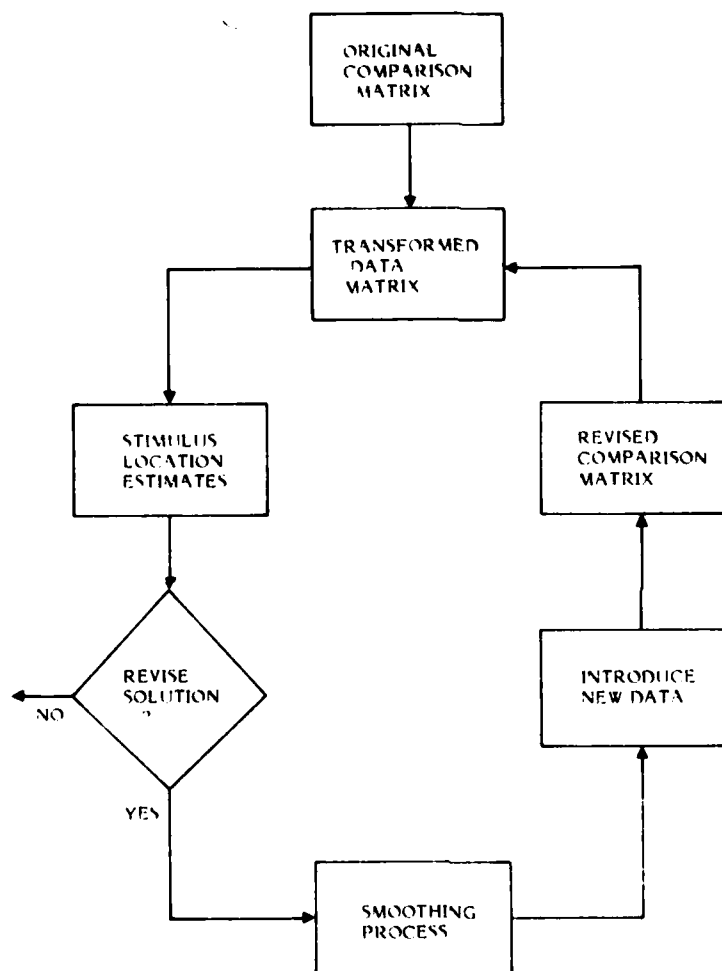 ORIGINAL
COMPARISON
MATRIX
TRANSFORMED
DATA
MATRIX
STIMULUS
LOCATION
ESTIMATES
REVISED
COMPARISON
MATRIX
REVISE
SOLUTION
?
NO
INTRODUCE
NEW DATA
YES
SMOOTHING
PROCESS